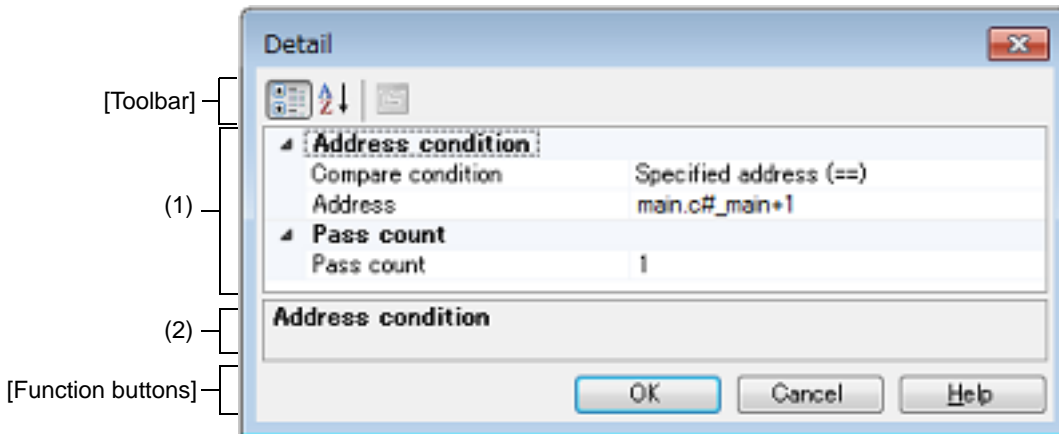 Detail
[Toolbar]
Address condition
Compare condition Specified address (==)
(1)
Address main.c#_main+1
Pass count
Pass count 1
(2)
Address condition
[Function buttons]
OK Cancel Help